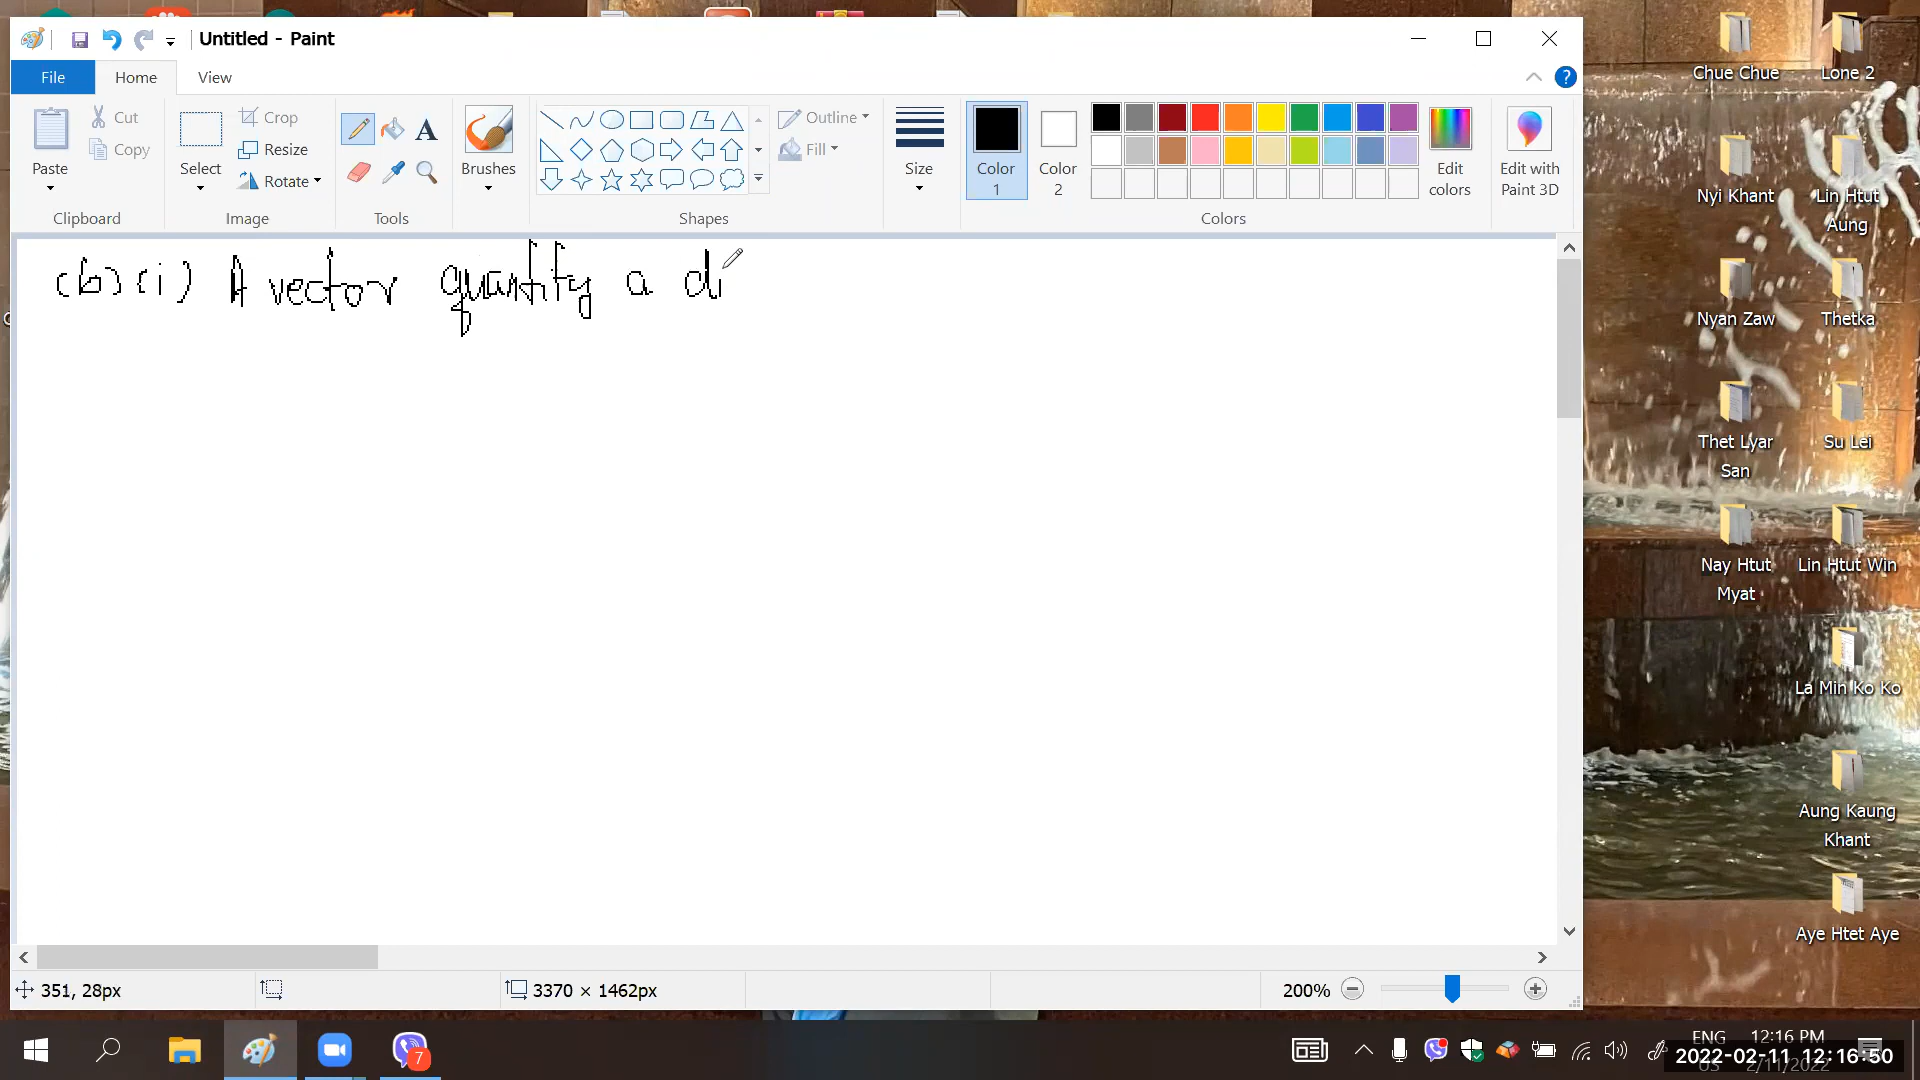 Untitled - Paint
File Home View
Paste Cut Copy Clipboard
Select Crop Resize Rotate Image
Tools
Brushes
Shapes
Outline Fill
Size
Color 1
Color 2
Edit colors
Colors
Edit with Paint 3D
(b) (i) A vector quantity a di
351, 28px
3370 × 1462px
200%
Chue Chue
Lone 2
Nyi Khant
Lin Htut Aung
Nyan Zaw
Thetka
Thet Lyar San
Su Lei
Nay Htut Myat
Lin Htut Win
La Min Ko Ko
Aung Kaung Khant
Aye Htet Aye
7
ENG
12:16 PM
2022-02-11 12:16:50